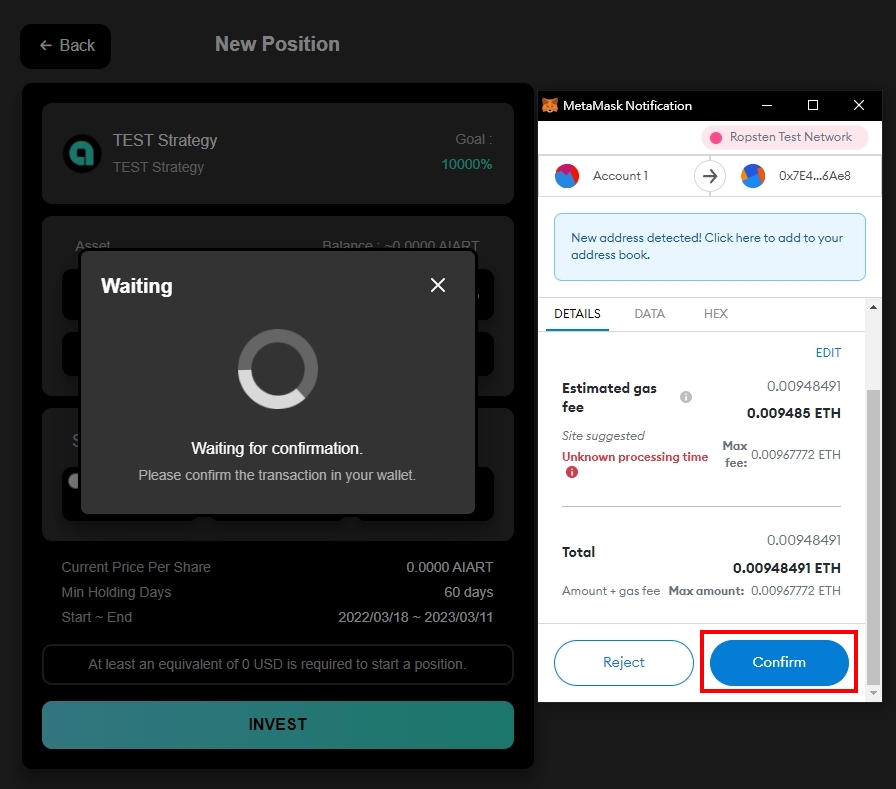 Back
New Position
TEST Strategy
TEST Strategy
Goal :
10000%
Asset
Balance : ~0.0000 AIART
Waiting
Waiting for confirmation.
Please confirm the transaction in your wallet.
Current Price Per Share 0.0000 AIART
Min Holding Days 60 days
Start ~ End 2022/03/18 ~ 2023/03/11
At least an equivalent of 0 USD is required to start a position.
INVEST
MetaMask Notification
Ropsten Test Network
Account 1
0x7E4...6Ae8
New address detected! Click here to add to your
address book.
DETAILS DATA HEX
EDIT
Estimated gas
fee
0.00948491
0.009485 ETH
Site suggested
Unknown processing time
Max
fee:
0.00967772 ETH
Total
0.00948491
0.00948491 ETH
Amount + gas fee Max amount: 0.00967772 ETH
Reject
Confirm